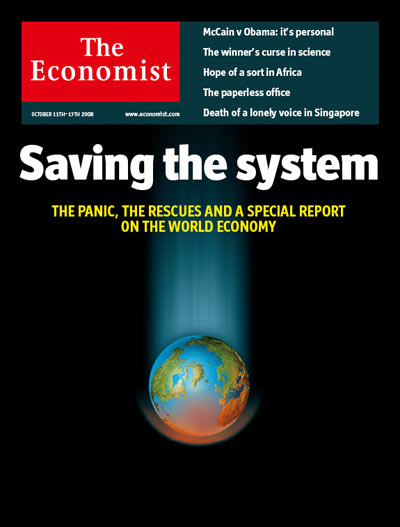 The
Economist
OCTOBER 11TH–17TH 2008
www.economist.com
McCain v Obama: it's personal
The winner's curse in science
Hope of a sort in Africa
The paperless office
Death of a lonely voice in Singapore
Saving the system
THE PANIC, THE RESCUES AND A SPECIAL REPORT
ON THE WORLD ECONOMY